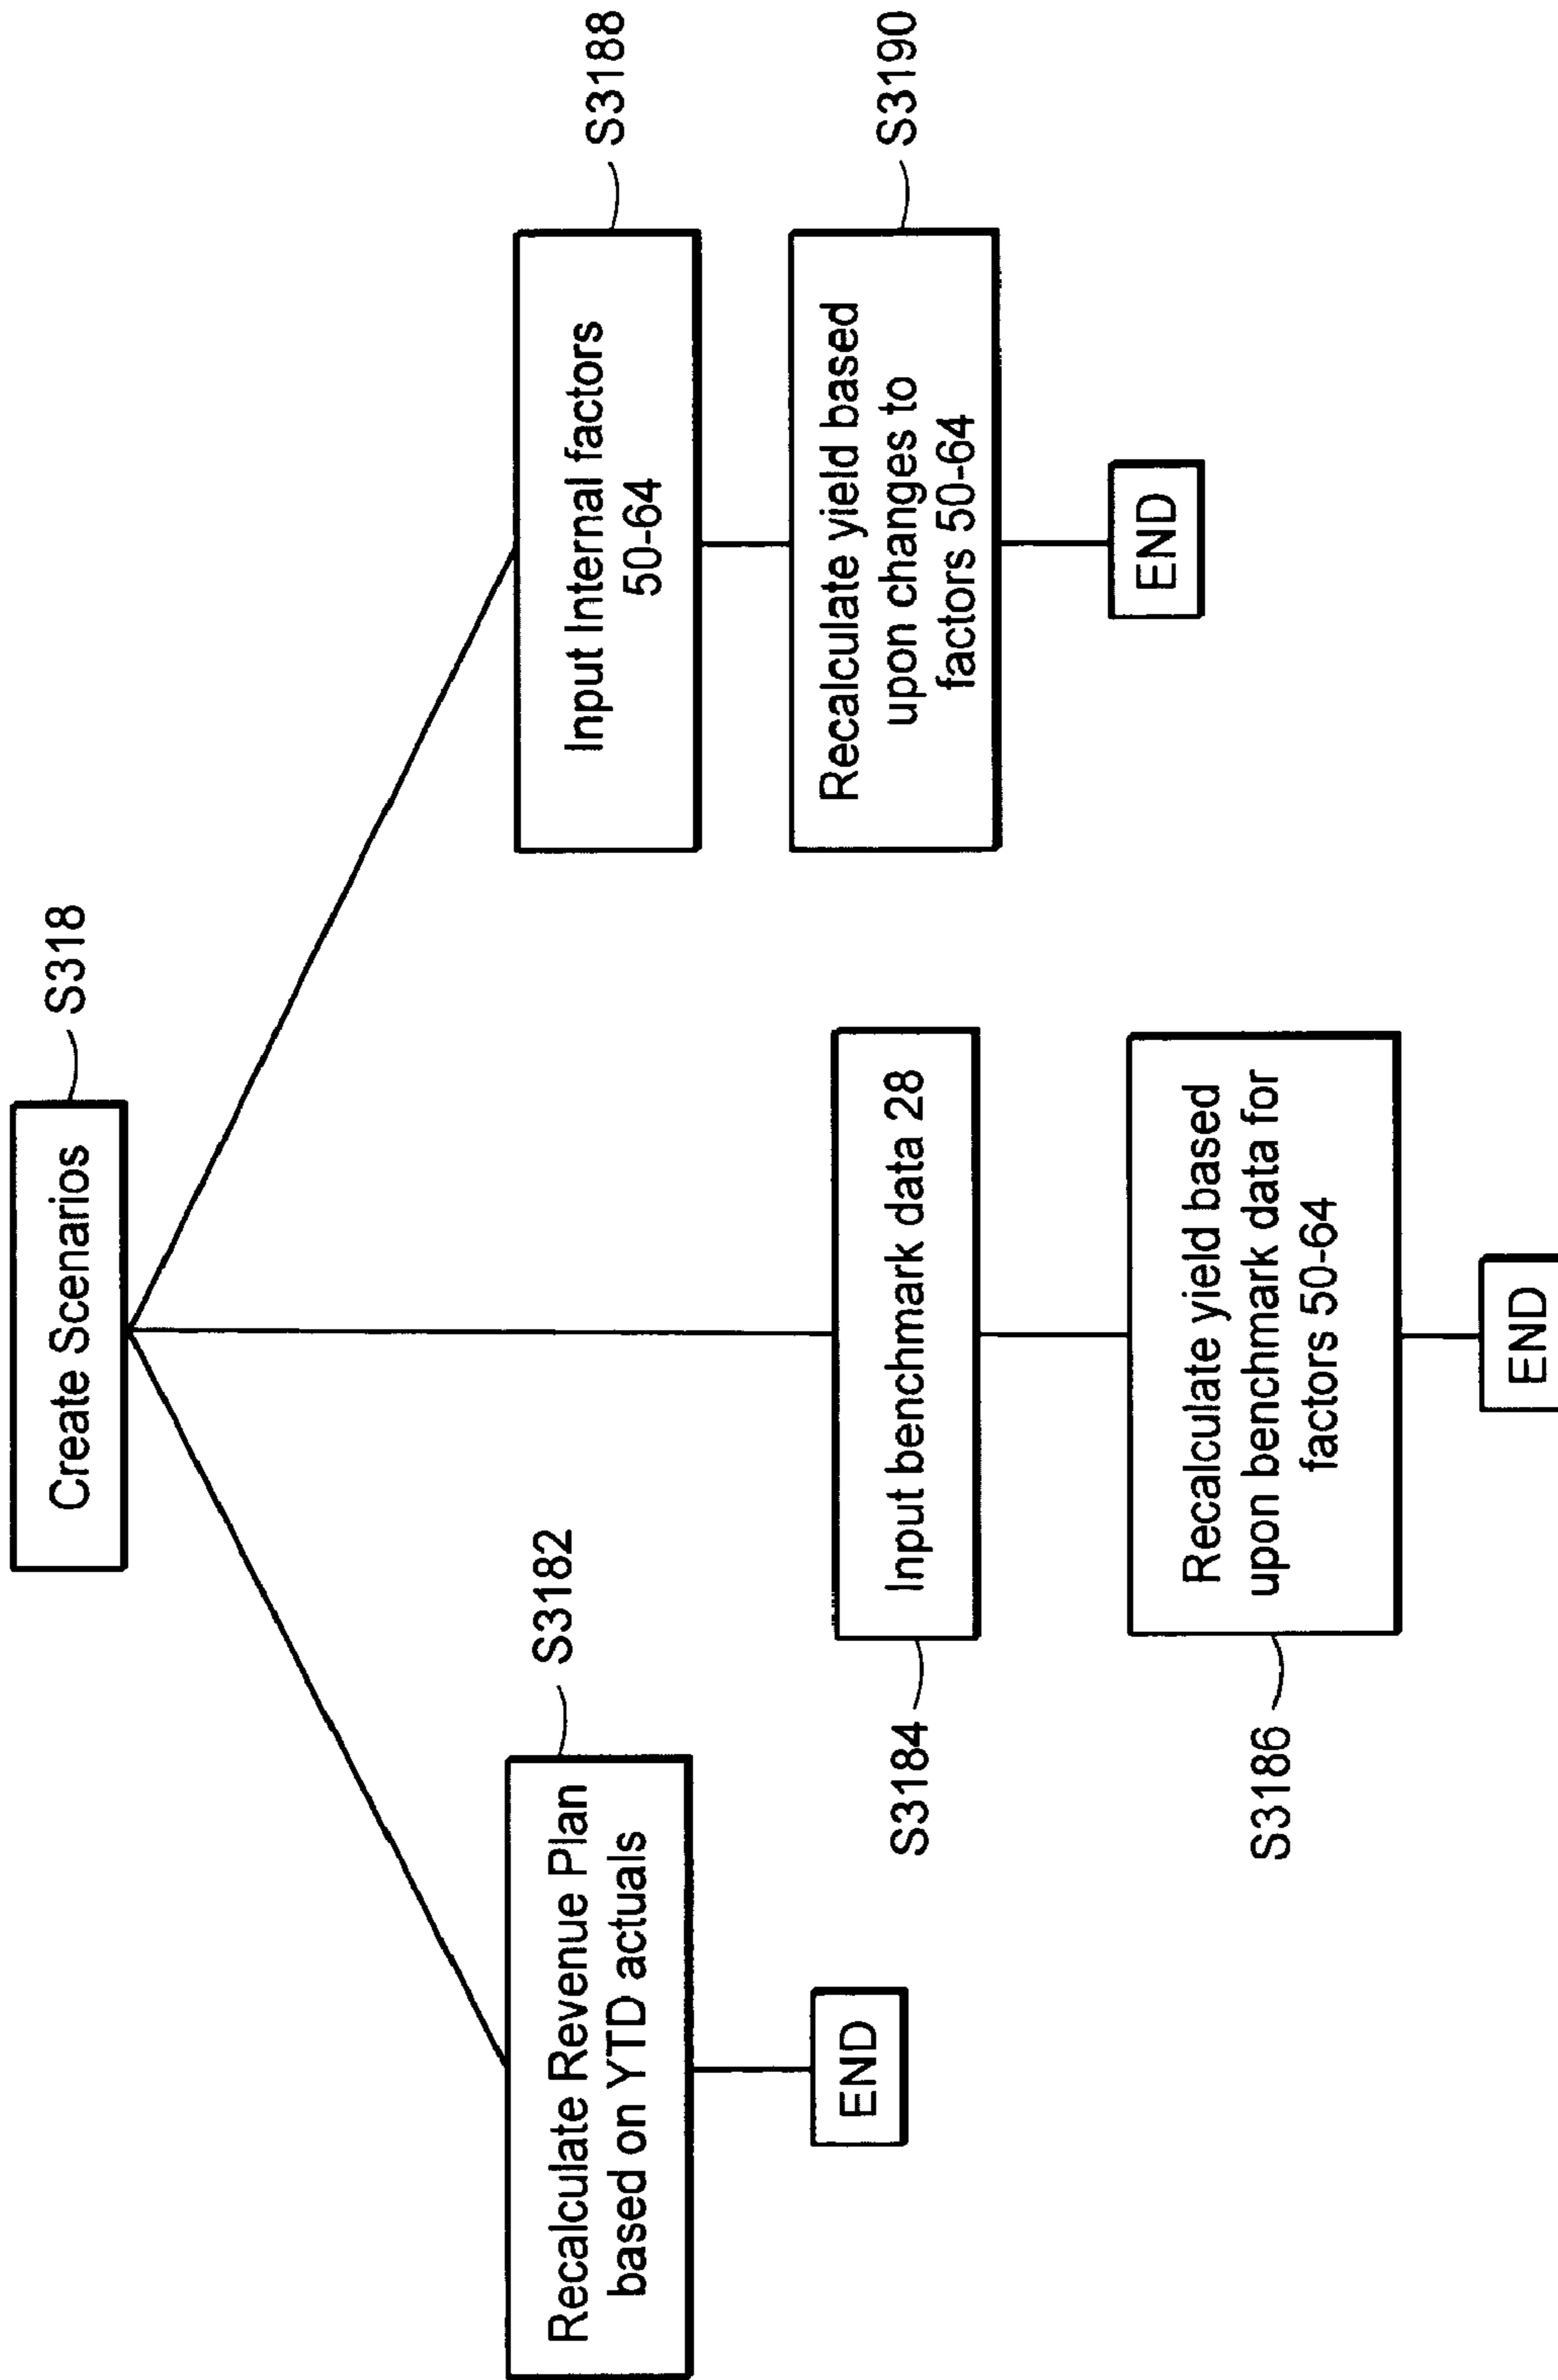 Create Scenarios
S318
Recalculate Revenue Plan
based on YTD actuals
S3182
END
Input benchmark data 28
S3184
Recalculate yield based
upon benchmark data for
factors 50-64
S3186
END
Input Internal factors
50-64
S3188
Recalculate yield based
upon changes to
factors 50-64
S3190
END